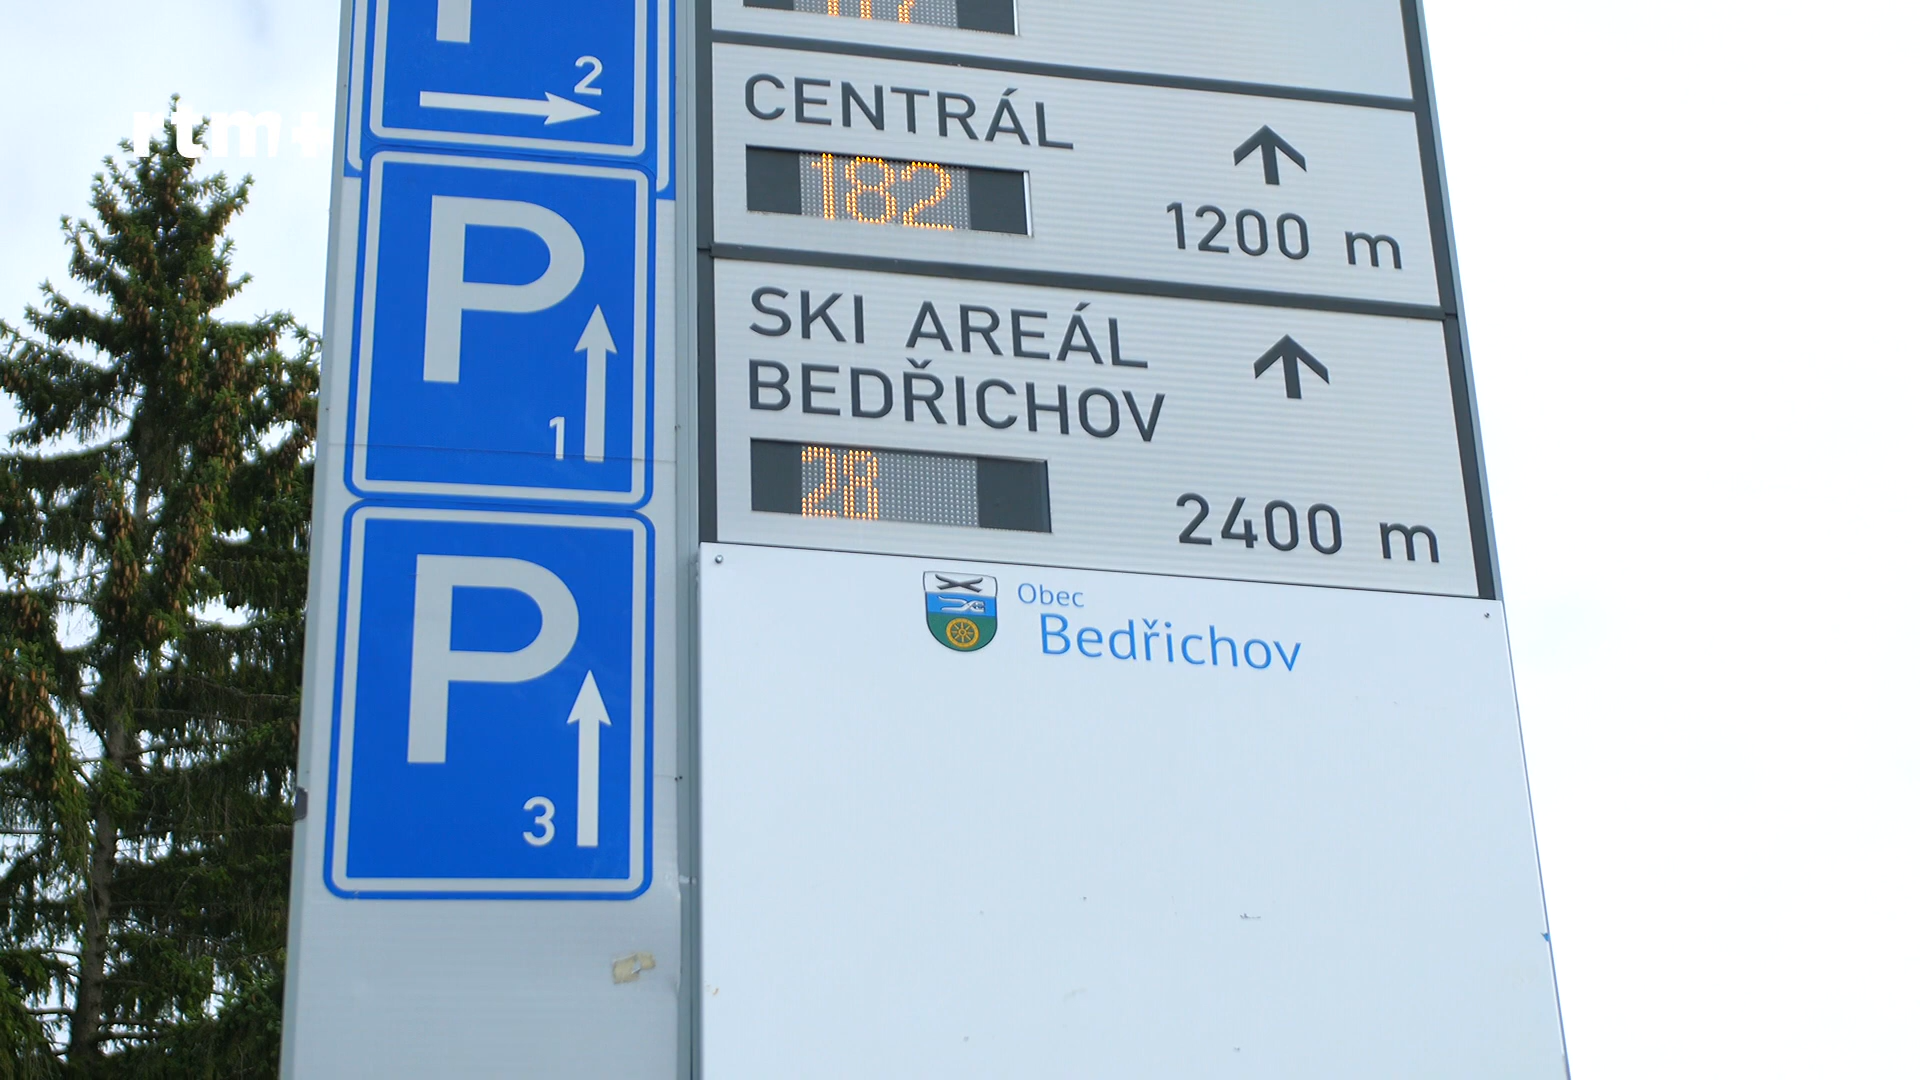 rtm+
P
2
CENTRÁL
182
1200 m
P
1
SKI AREÁL
BEDŘICHOV
28
2400 m
P
3
Obec
Bedřichov